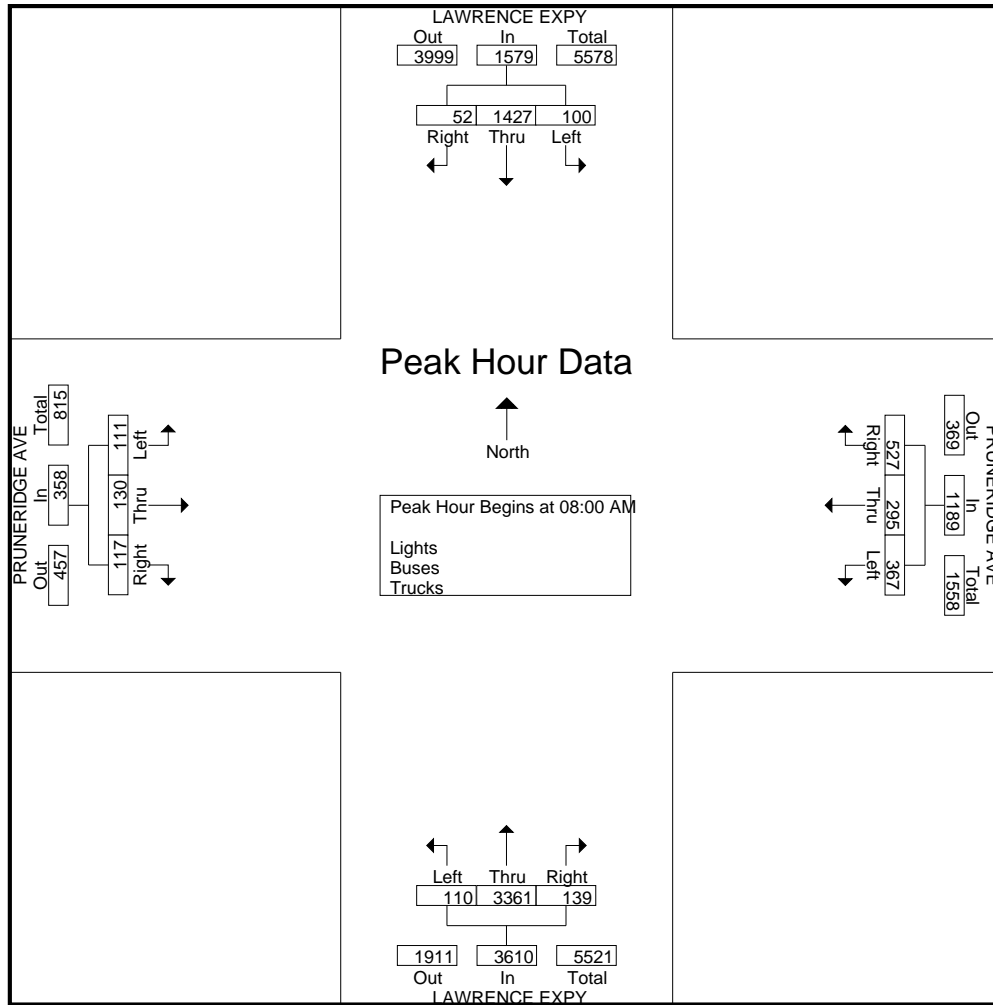 LAWRENCE EXPY
Out In Total
3999 1579 5578
52 1427 100
Right Thru Left
Peak Hour Data
North
Peak Hour Begins at 08:00 AM
Lights
Buses
Trucks
PRUNERIDGE AVE
Total In Out
815 358 457
111 130 117
Left Thru Right
PRUNERIDGE AVE
Out In Total
369 1189 1558
527 295 367
Right Thru Left
Left Thru Right
110 3361 139
1911 3610 5521
Out In Total
LAWRENCE EXPY